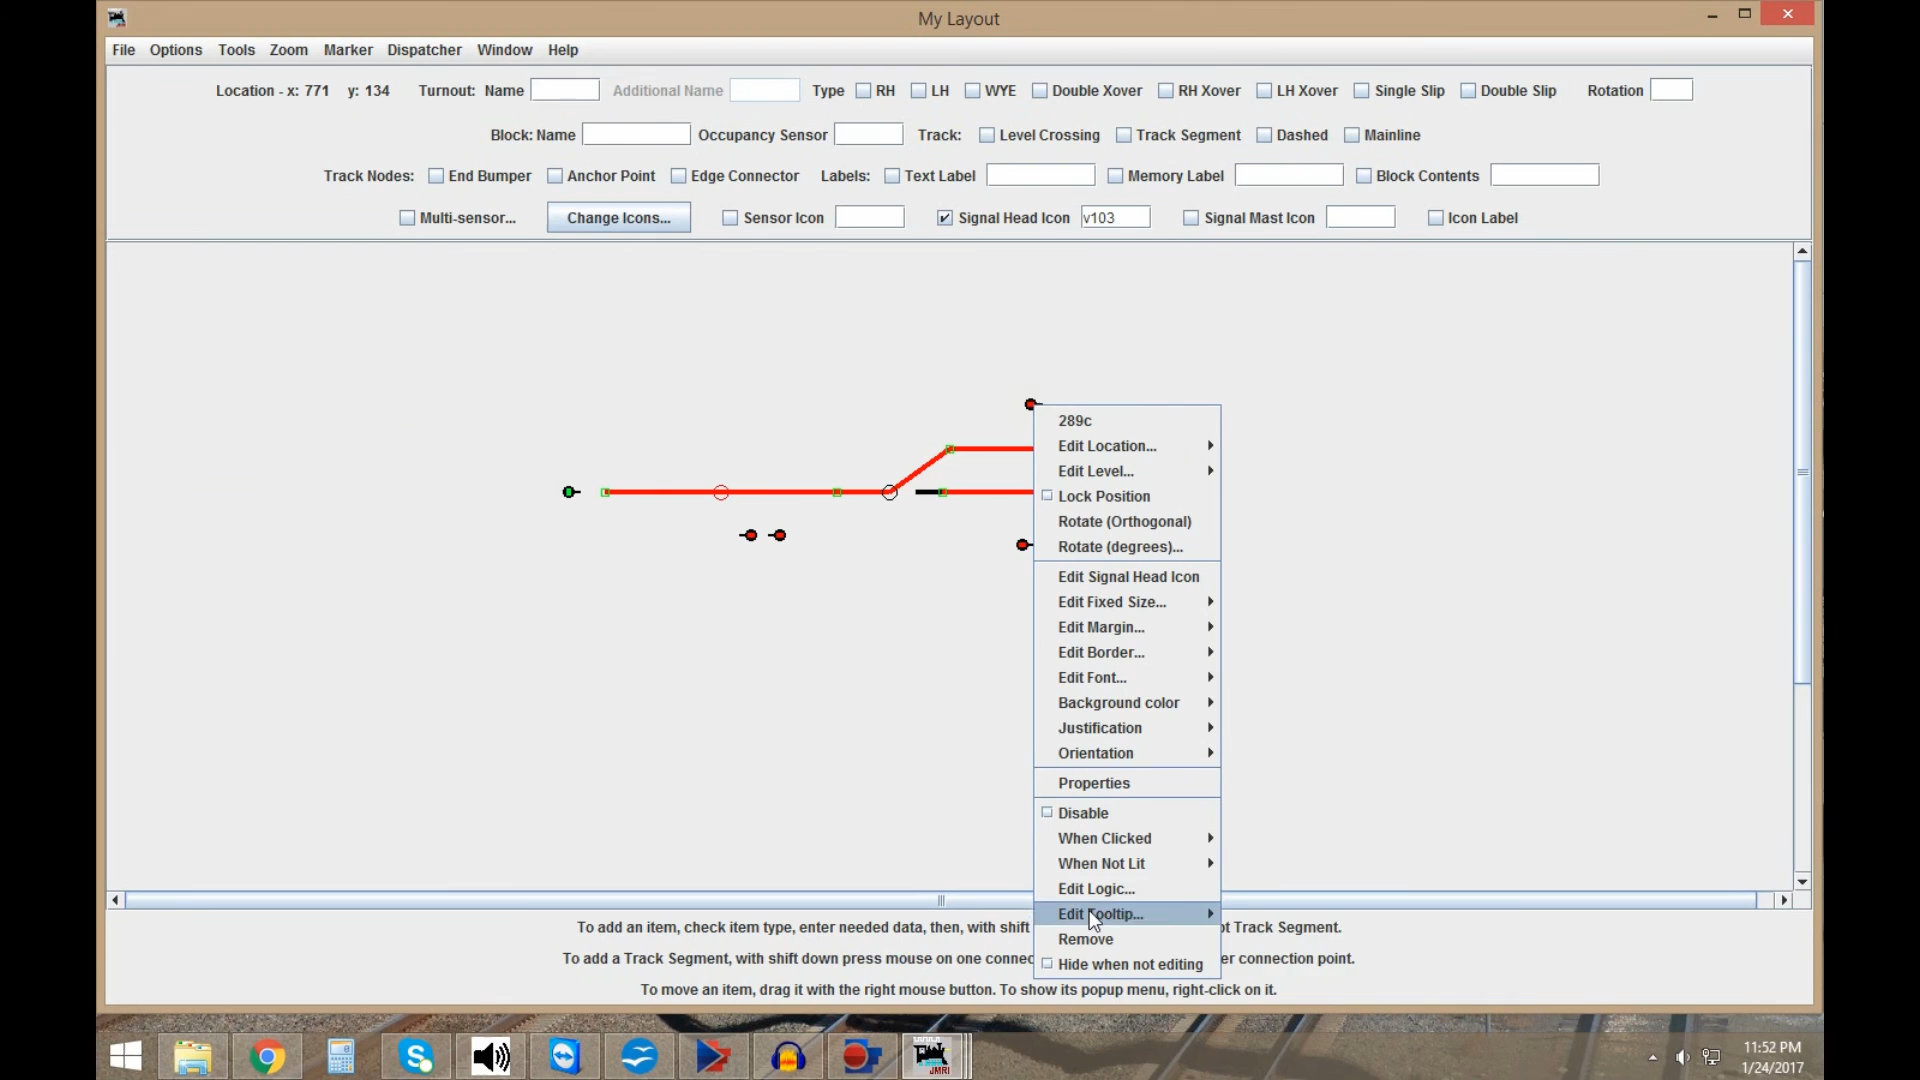 My Layout
File Options Tools Zoom Marker Dispatcher Window Help
Location - x: 771 y: 134 Turnout: Name Additional Name Type RH LH WYE Double Xover RH Xover LH Xover Single Slip Double Slip Rotation
Block: Name Occupancy Sensor Track: Level Crossing Track Segment Dashed Mainline
Track Nodes: End Bumper Anchor Point Edge Connector Labels: Text Label Memory Label Block Contents
Multi-sensor... Change Icons... Sensor Icon Signal Head Icon v103 Signal Mast Icon Icon Label
289c
Edit Location...
Edit Level...
Lock Position
Rotate (Orthogonal)
Rotate (degrees)...
Edit Signal Head Icon
Edit Fixed Size...
Edit Margin...
Edit Border...
Edit Font...
Background color
Justification
Orientation
Properties
Disable
When Clicked
When Not Lit
Edit Logic...
Edit Tooltip...
Remove
Hide when not editing
To add an item, check item type, enter needed data, then, with shift t Track Segment.
To add a Track Segment, with shift down press mouse on one connec er connection point.
To move an item, drag it with the right mouse button. To show its popup menu, right-click on it.
JMRI
11:52 PM
1/24/2017